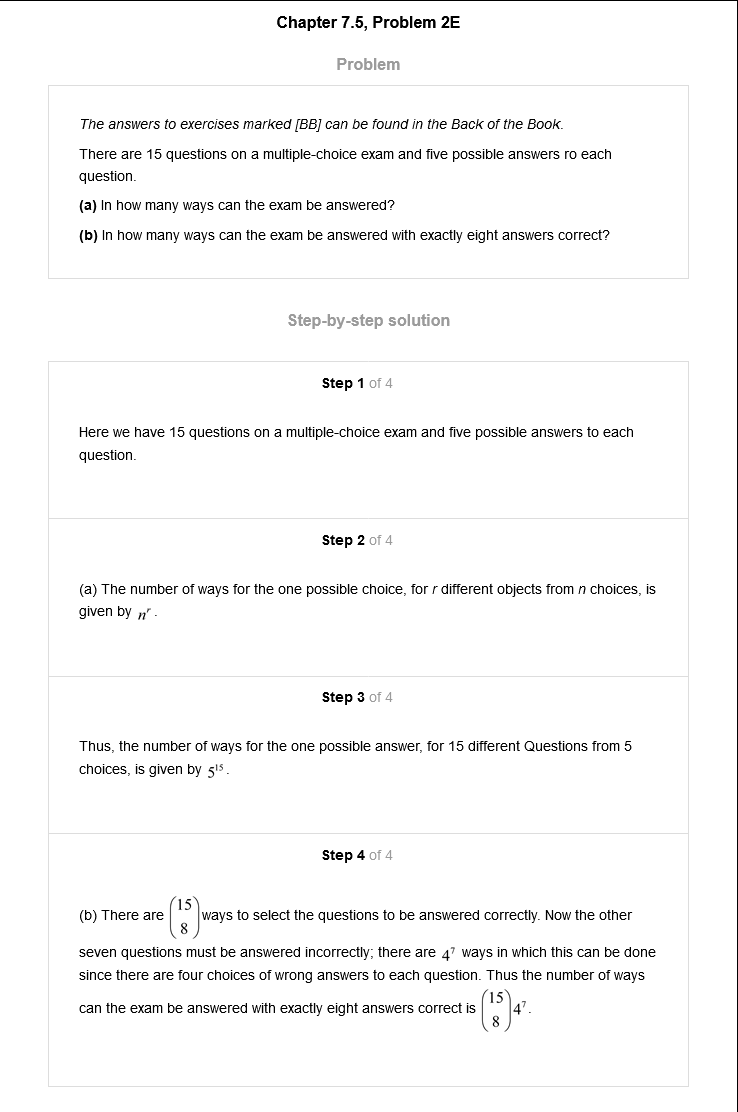 Chapter 7.5, Problem 2E
Problem
The answers to exercises marked [BB] can be found in the Back of the Book.
There are 15 questions on a multiple-choice exam and five possible answers ro each
question.
(a) In how many ways can the exam be answered?
(b) In how many ways can the exam be answered with exactly eight answers correct?
Step-by-step solution
Step 1 of 4
Here we have 15 questions on a multiple-choice exam and five possible answers to each
question.
Step 2 of 4
(a) The number of ways for the one possible choice, for r different objects from n choices, is
given by nʳ .
Step 3 of 4
Thus, the number of ways for the one possible answer, for 15 different Questions from 5
choices, is given by 5¹⁵ .
Step 4 of 4
(b) There are (15 8) ways to select the questions to be answered correctly. Now the other
seven questions must be answered incorrectly; there are 4⁷ ways in which this can be done
since there are four choices of wrong answers to each question. Thus the number of ways
can the exam be answered with exactly eight answers correct is (15 8) 4⁷ .